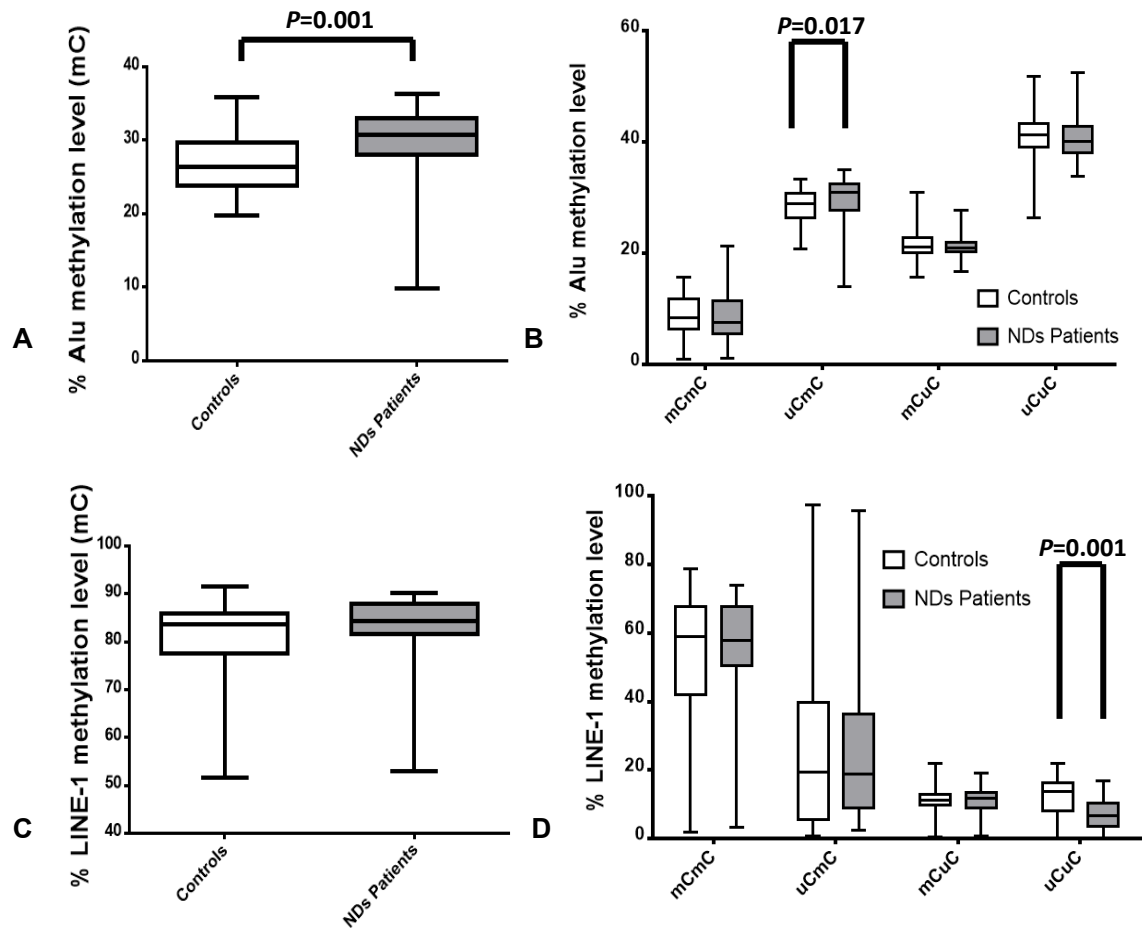 A
P=0.001
% Alu methylation level (mC)
40
30
20
10
0
Controls
NDs Patients
B
P=0.017
% Alu methylation level
60
40
20
0
Controls
NDs Patients
mCmC
uCmC
mCuC
uCuC
C
% LINE-1 methylation level (mC)
100
90
80
70
60
50
40
Controls
NDs Patients
D
% LINE-1 methylation level
100
80
60
40
20
0
Controls
NDs Patients
P=0.001
mCmC
uCmC
mCuC
uCuC